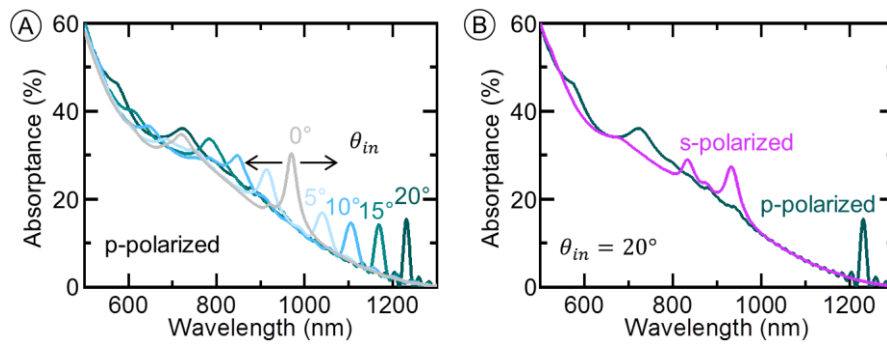 A
60
40
20
0
Absorptance (%)
0°
θin
5°
10°
15°
20°
p-polarized
600
800
1000
1200
Wavelength (nm)
B
60
40
20
0
Absorptance (%)
s-polarized
p-polarized
θin = 20°
600
800
1000
1200
Wavelength (nm)